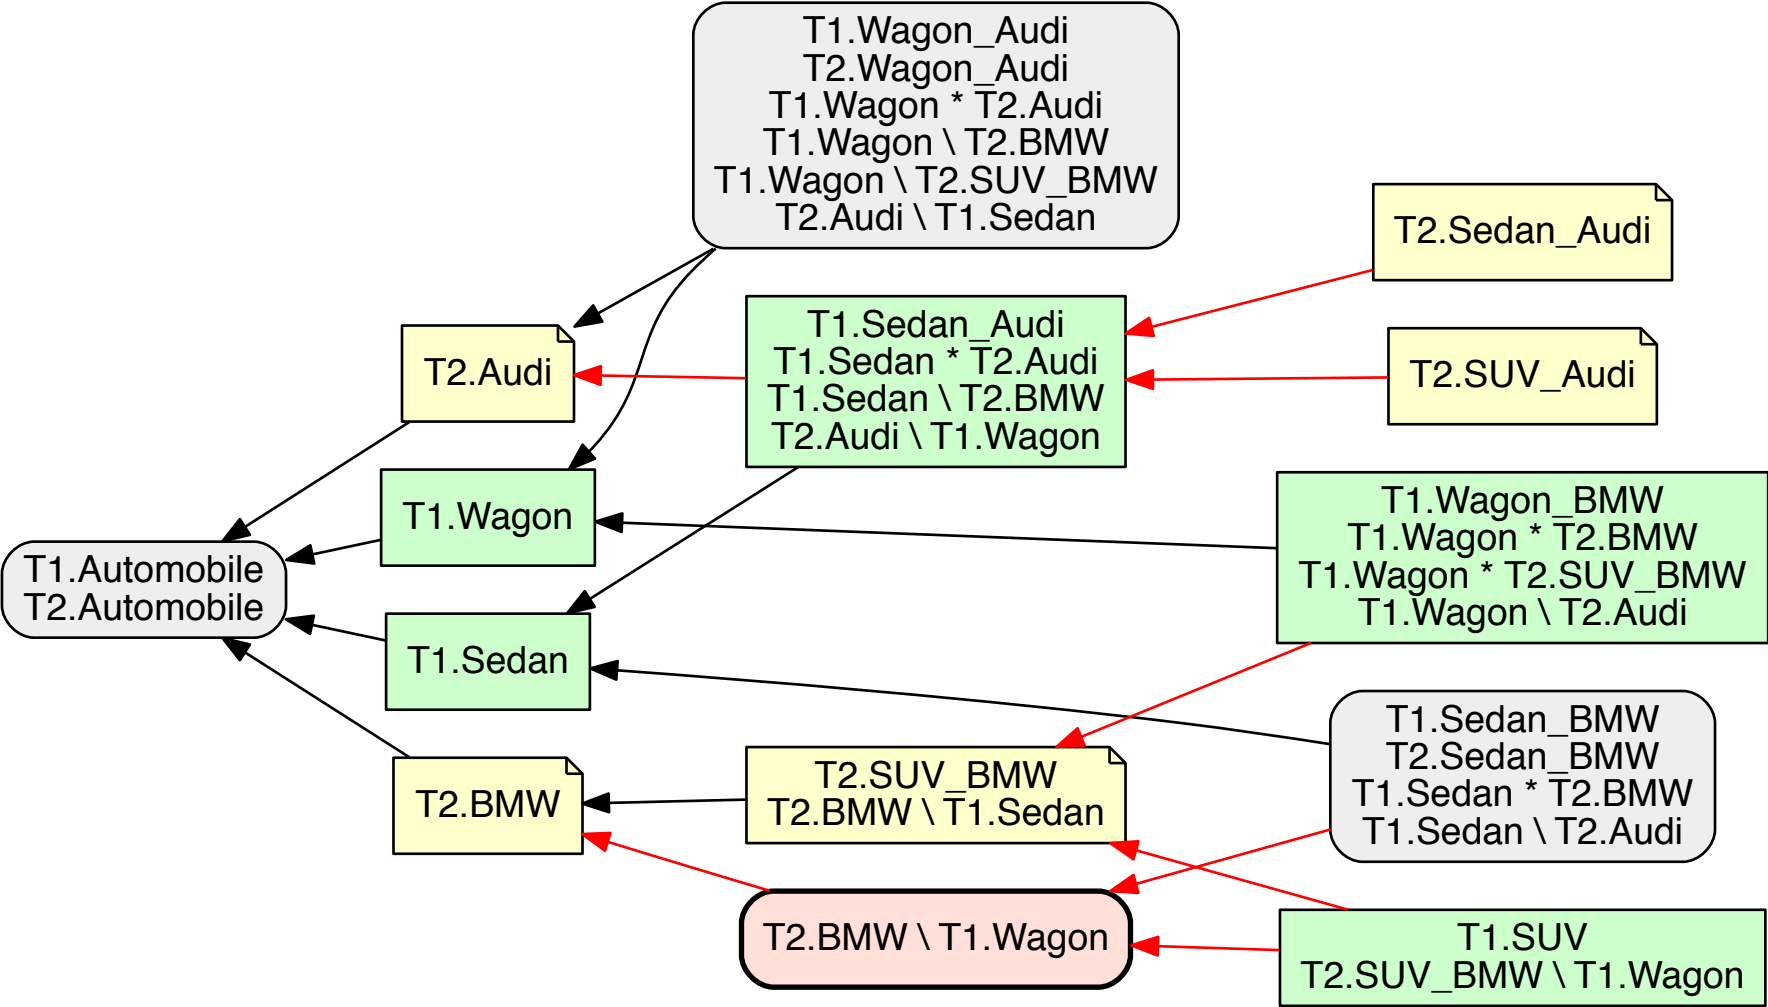 T1.Wagon_Audi
T2.Wagon_Audi
T1.Wagon * T2.Audi
T1.Wagon \ T2.BMW
T1.Wagon \ T2.SUV_BMW
T2.Audi \ T1.Sedan
T2.Sedan_Audi
T1.Sedan_Audi
T1.Sedan * T2.Audi
T1.Sedan \ T2.BMW
T2.Audi \ T1.Wagon
T2.Audi
T2.SUV_Audi
T1.Wagon
T1.Wagon_BMW
T1.Wagon * T2.BMW
T1.Wagon * T2.SUV_BMW
T1.Wagon \ T2.Audi
T1.Automobile
T2.Automobile
T1.Sedan
T1.Sedan_BMW
T2.Sedan_BMW
T1.Sedan * T2.BMW
T1.Sedan \ T2.Audi
T2.BMW
T2.SUV_BMW
T2.BMW \ T1.Sedan
T2.BMW \ T1.Wagon
T1.SUV
T2.SUV_BMW \ T1.Wagon